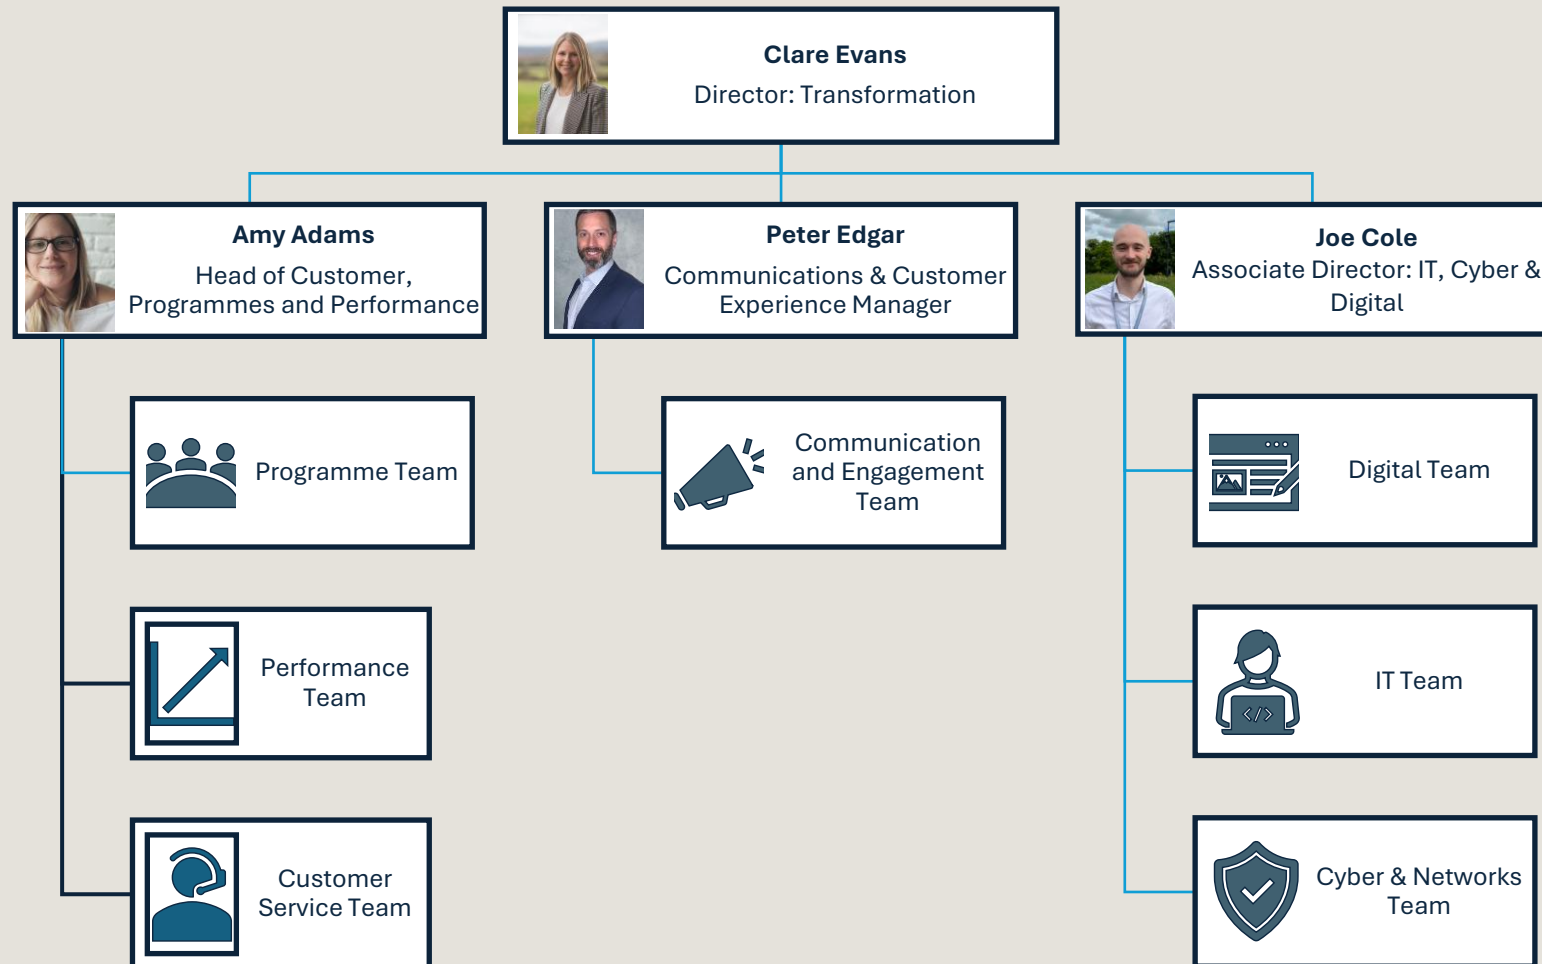 Clare Evans
Director: Transformation
Amy Adams
Head of Customer,
Programmes and Performance
Peter Edgar
Communications & Customer
Experience Manager
Joe Cole
Associate Director: IT, Cyber &
Digital
Programme Team
Communication
and Engagement
Team
Digital Team
Performance
Team
IT Team
</>
Customer
Service Team
Cyber & Networks
Team